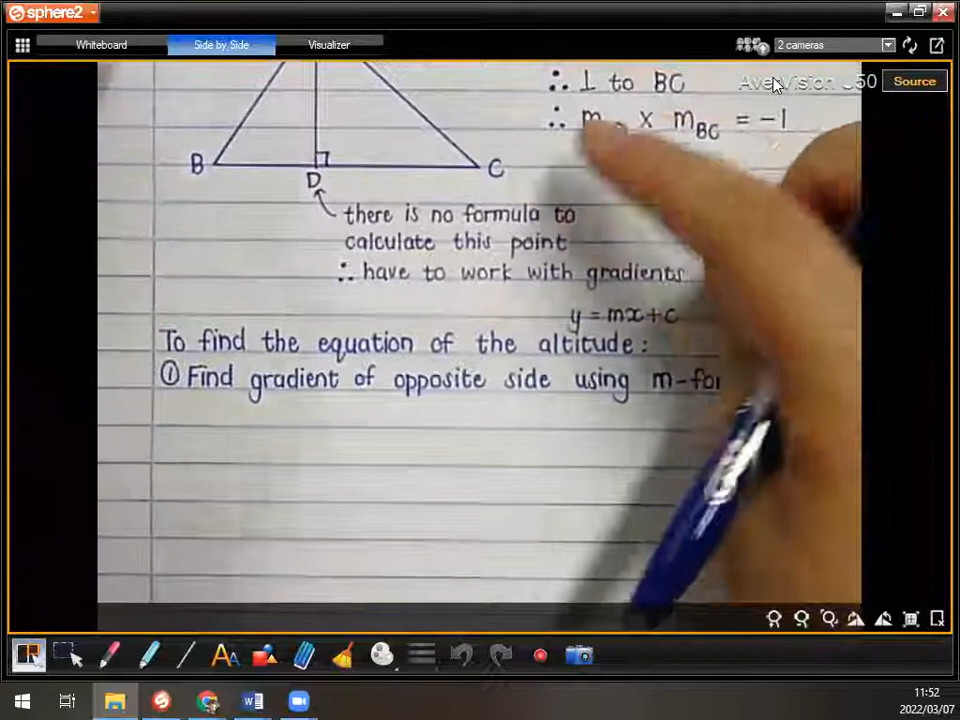 sphere2
Whiteboard
Side by Side
Visualizer
2 cameras
Source
∴ ⊥ to BC
∴ m x mBC = -1
B
D
C
there is no formula to
calculate this point
∴ have to work with gradients
y = mx + c
To find the equation of the altitude:
① Find gradient of opposite side using m-for
11:52
2022/03/07